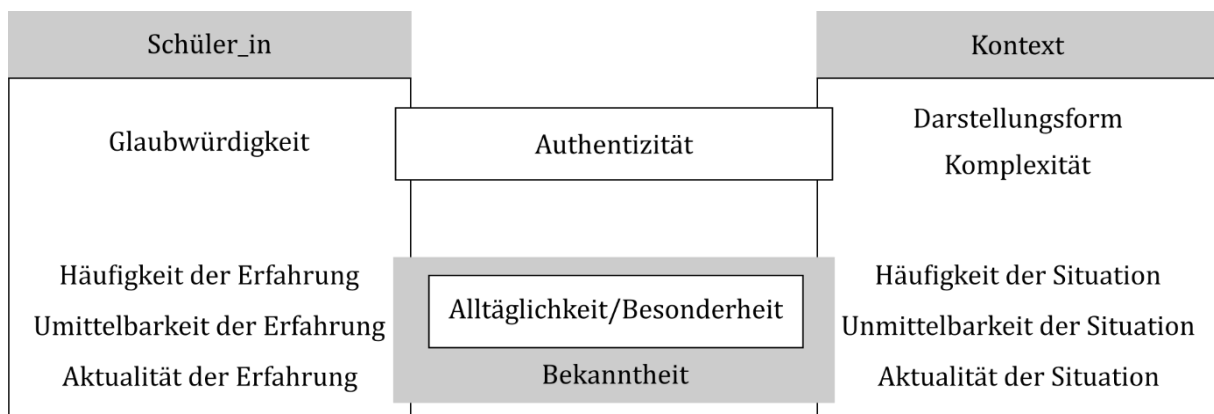 Schüler_in
Kontext
Glaubwürdigkeit
Authentizität
Darstellungsform
Komplexität
Häufigkeit der Erfahrung
Umittelbarkeit der Erfahrung
Aktualität der Erfahrung
Alltäglichkeit/Besonderheit
Bekanntheit
Häufigkeit der Situation
Unmittelbarkeit der Situation
Aktualität der Situation